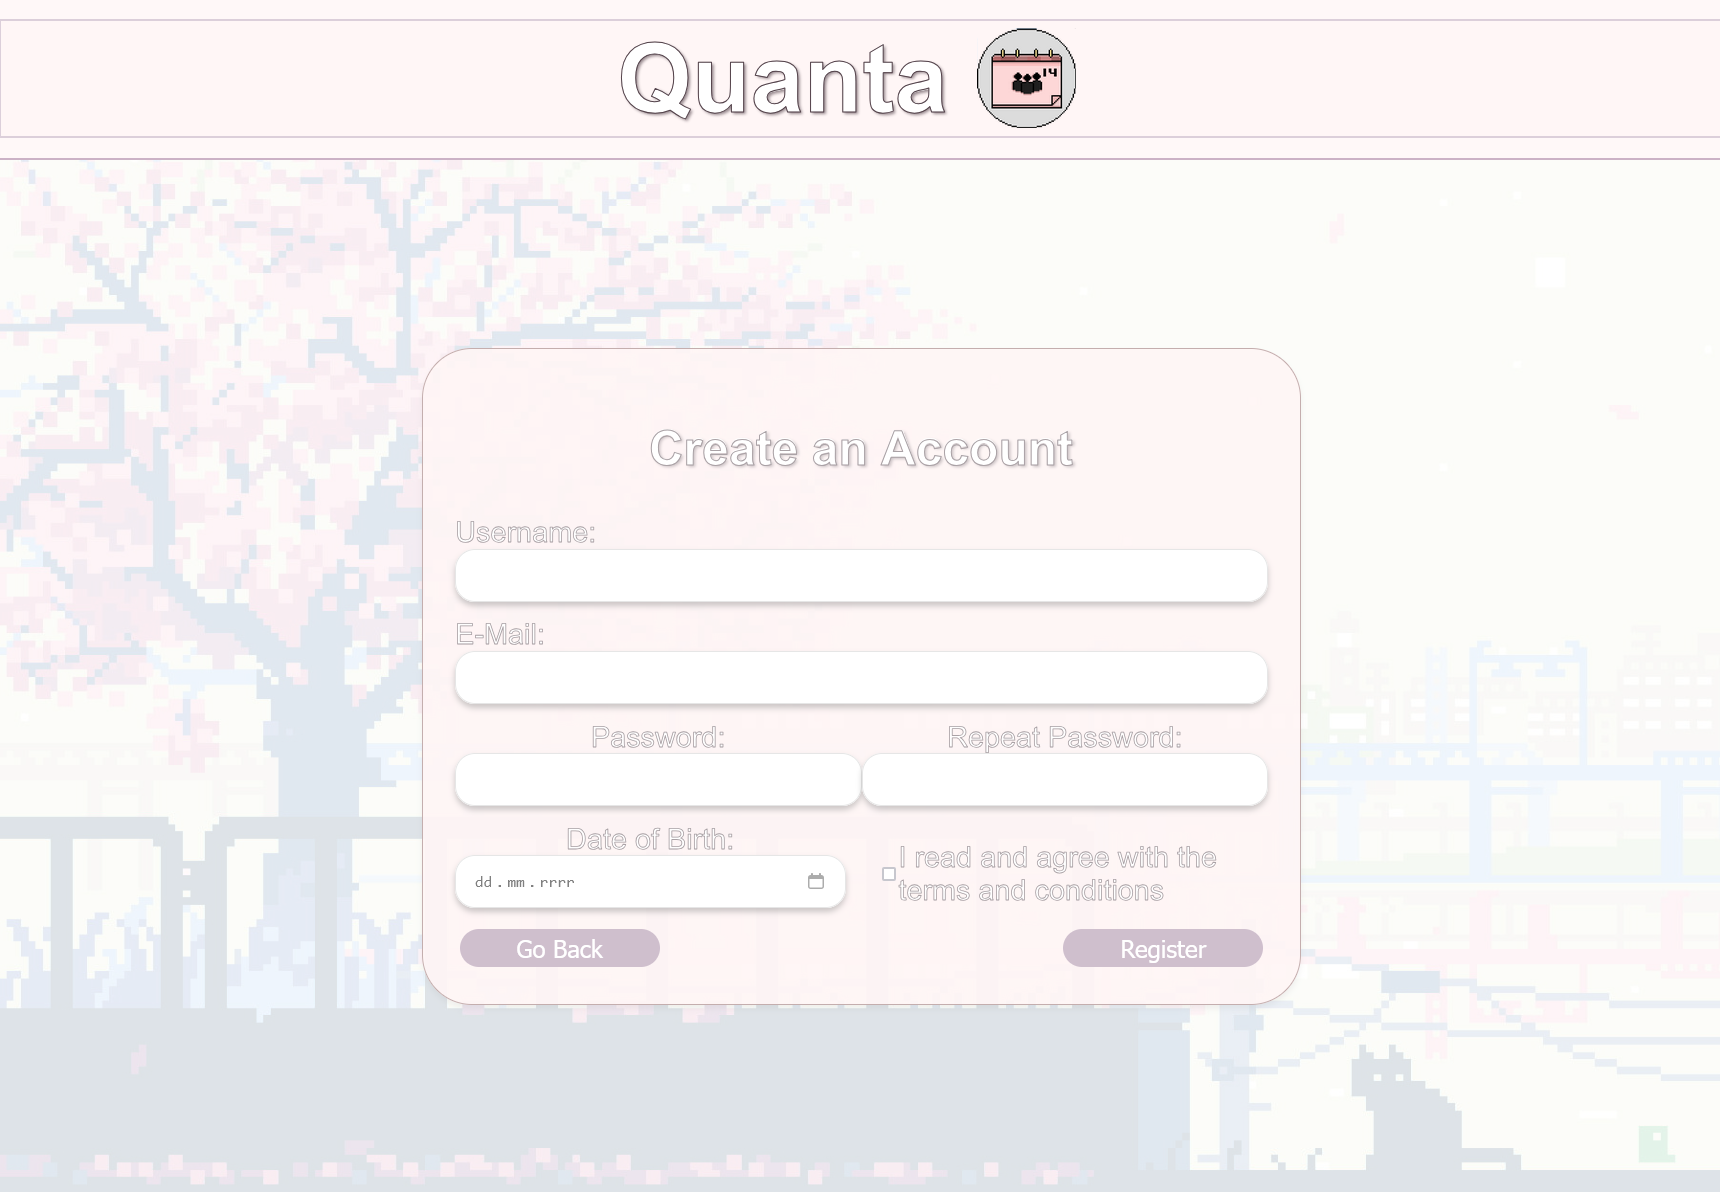 Quanta
14
Create an Account
Username:
E-Mail:
Password:
Repeat Password:
Date of Birth:
dd.mm.rrrr
I read and agree with the
terms and conditions
Go Back
Register